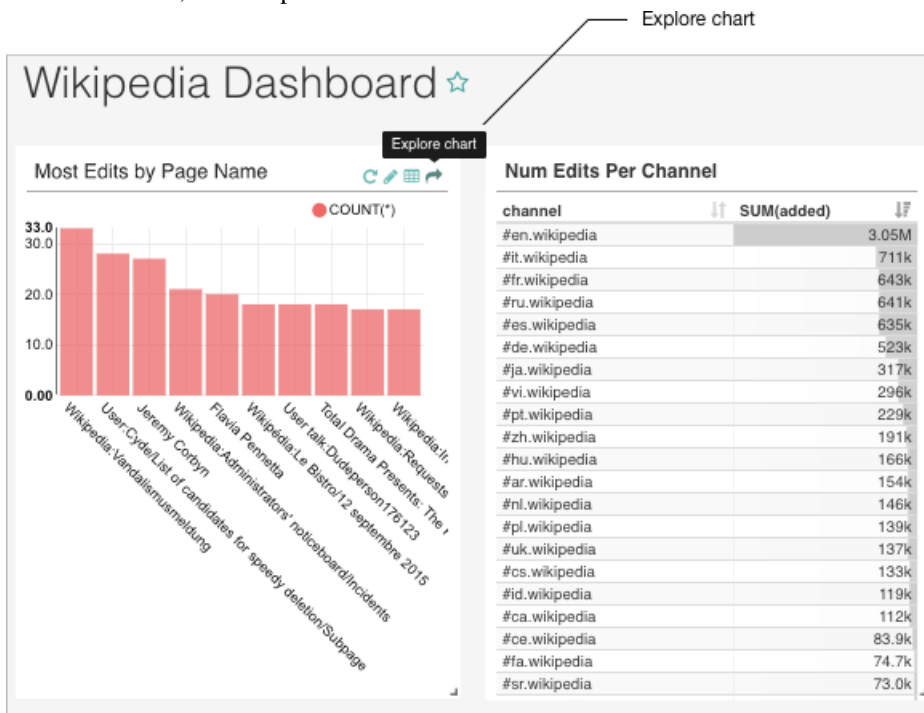 Explore chart
Wikipedia Dashboard
Explore chart
Most Edits by Page Name
COUNT(*)
33.0
30.0
20.0
10.0
0.00
Wikipedia:Vandalismusmeldung
User:Cyde/List of candidates for speedy deletion/Subpage
Jeremy Corbyn
Wikipedia:Administrators' noticeboard/Incidents
Flavia Pennetta
Wikipédia:Le Bistro/12 septembre 2015
User talk:Dudeperson176123
Total Drama Presents: The
Wikipedia:Requests
Num Edits Per Channel
channel SUM(added)
#en.wikipedia 3.05M
#it.wikipedia 711k
#fr.wikipedia 643k
#ru.wikipedia 641k
#es.wikipedia 635k
#de.wikipedia 523k
#ja.wikipedia 317k
#vi.wikipedia 296k
#pt.wikipedia 229k
#zh.wikipedia 191k
#hu.wikipedia 166k
#ar.wikipedia 154k
#nl.wikipedia 146k
#pl.wikipedia 139k
#uk.wikipedia 137k
#cs.wikipedia 133k
#id.wikipedia 119k
#ca.wikipedia 112k
#ce.wikipedia 83.9k
#fa.wikipedia 74.7k
#sr.wikipedia 73.0k